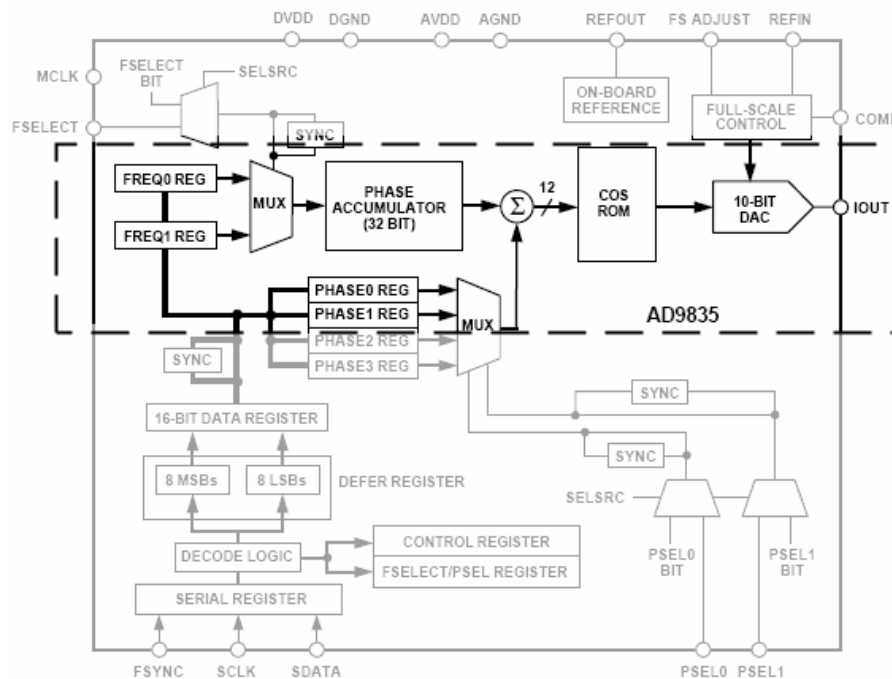 DVDD
DGND
AVDD
AGND
REFOUT
FS ADJUST
REFIN
MCLK
FSELECT
BIT
SELSRC
ON-BOARD
REFERENCE
FULL-SCALE
CONTROL
COMP
FSELECT
SYNC
FREQ0 REG
FREQ1 REG
MUX
PHASE
ACCUMULATOR
(32 BIT)
Σ
12
COS
ROM
10-BIT
DAC
IOUT
PHASE0 REG
PHASE1 REG
PHASE2 REG
PHASE3 REG
MUX
AD9835
SYNC
16-BIT DATA REGISTER
SYNC
SYNC
8 MSBs
8 LSBs
DEFER REGISTER
SELSRC
DECODE LOGIC
CONTROL REGISTER
FSELECT/PSEL REGISTER
PSEL0
BIT
PSEL1
BIT
SERIAL REGISTER
FSYNC
SCLK
SDATA
PSEL0
PSEL1